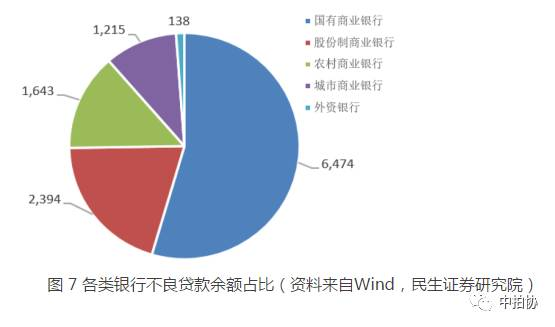 138
1,215
1,643
2,394
6,474
国有商业银行
股份制商业银行
农村商业银行
城市商业银行
外资银行
图 7 各类银行不良贷款余额占比（资料来自Wind，民生证券研究院）
中拍协